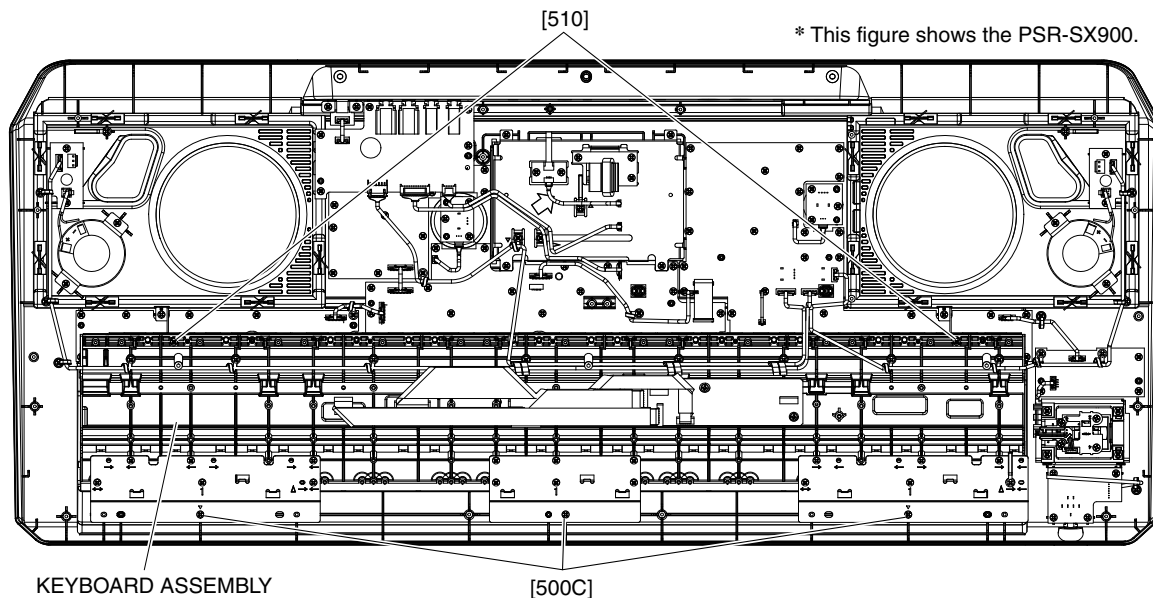 [510]
* This figure shows the PSR-SX900.
KEYBOARD ASSEMBLY
[500C]